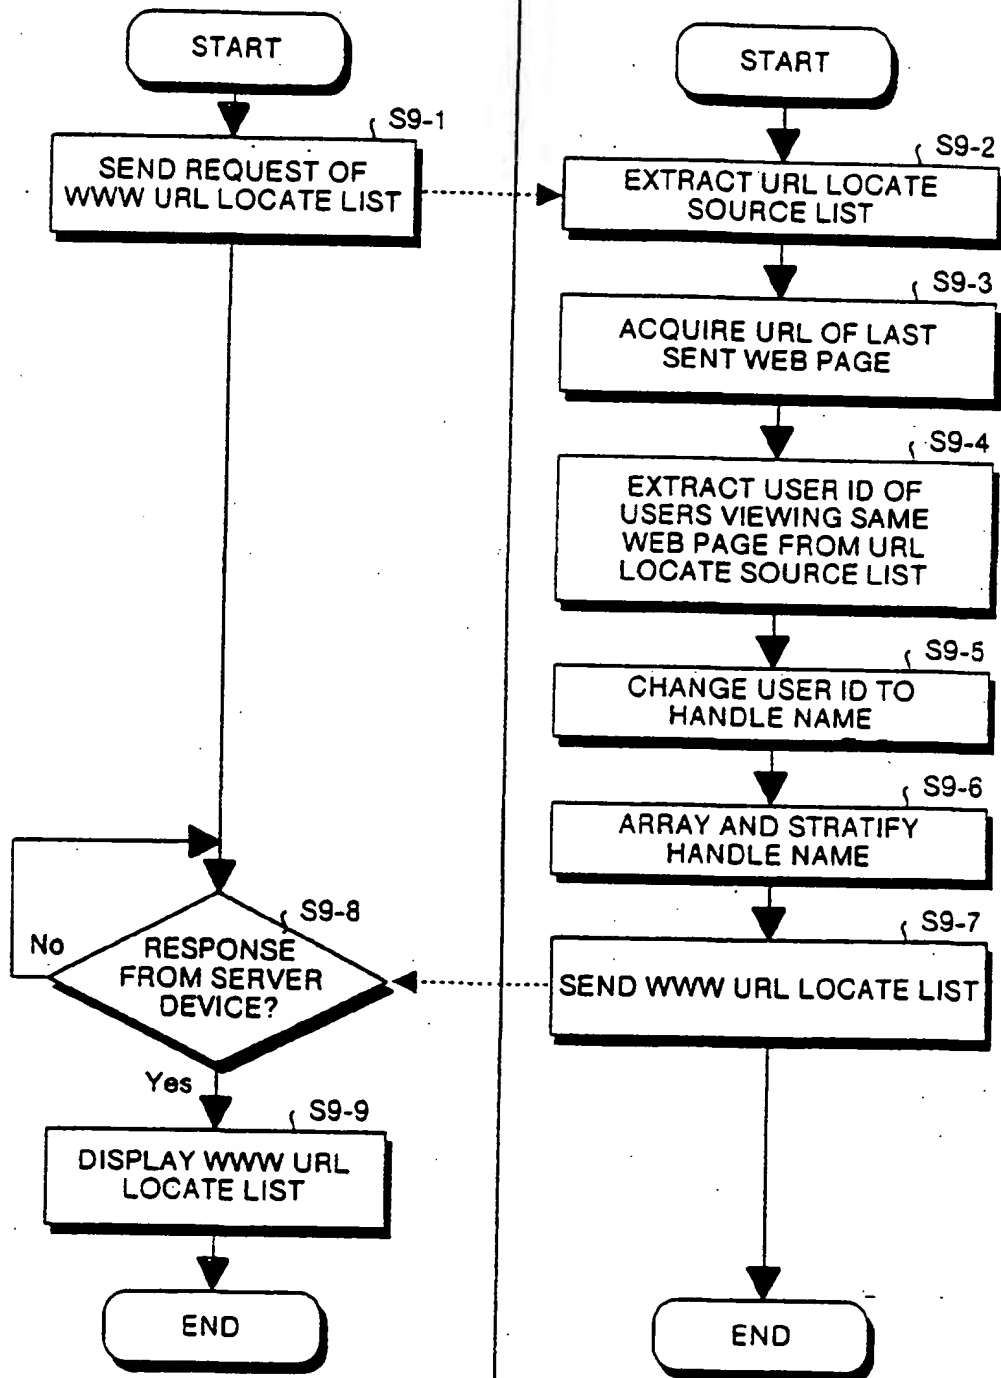 START
S9-1
SEND REQUEST OF
WWW URL LOCATE LIST
No
S9-8
RESPONSE
FROM SERVER
DEVICE?
Yes
S9-9
DISPLAY WWW URL
LOCATE LIST
END
START
S9-2
EXTRACT URL LOCATE
SOURCE LIST
S9-3
ACQUIRE URL OF LAST
SENT WEB PAGE
S9-4
EXTRACT USER ID OF
USERS VIEWING SAME
WEB PAGE FROM URL
LOCATE SOURCE LIST
S9-5
CHANGE USER ID TO
HANDLE NAME
S9-6
ARRAY AND STRATIFY
HANDLE NAME
S9-7
SEND WWW URL LOCATE LIST
END